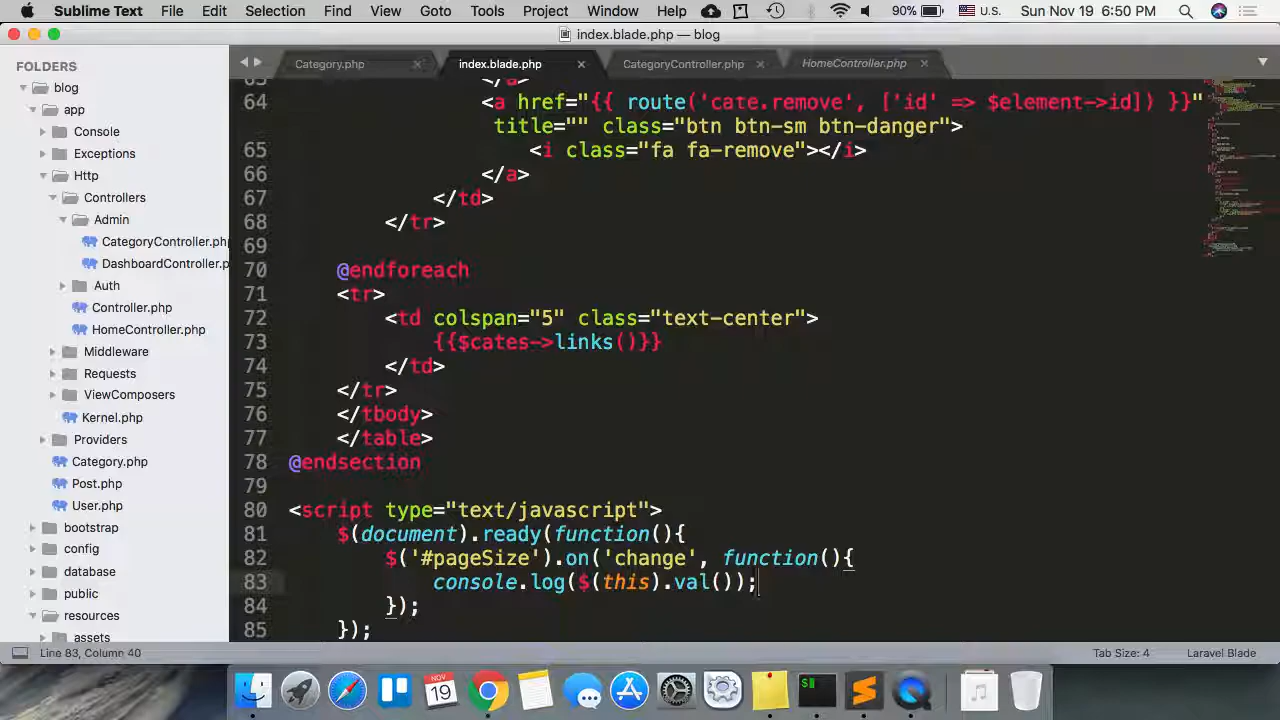 Sublime Text File Edit Selection Find View Goto Tools Project Window Help 90% U.S. Sun Nov 19 6:50 PM
index.blade.php — blog
FOLDERS
blog
app
Console
Exceptions
Http
Controllers
Admin
CategoryController.php
DashboardController.p
Auth
Controller.php
HomeController.php
Middleware
Requests
ViewComposers
Kernel.php
Providers
Category.php
Post.php
User.php
bootstrap
config
database
public
resources
assets
Category.php index.blade.php CategoryController.php HomeController.php
63 </a>
64 <a href="{{ route('cate.remove', ['id' => $element->id]) }}"
title="" class="btn btn-sm btn-danger">
65 <i class="fa fa-remove"></i>
66 </a>
67 </td>
68 </tr>
69
70 @endforeach
71 <tr>
72 <td colspan="5" class="text-center">
73 {{$cates->links()}}
74 </td>
75 </tr>
76 </tbody>
77 </table>
78 @endsection
79
80 <script type="text/javascript">
81 $(document).ready(function(){
82 $('#pageSize').on('change', function(){
83 console.log($(this).val());
84 });
85 });
Line 83, Column 40 Tab Size: 4 Laravel Blade
NOV
19